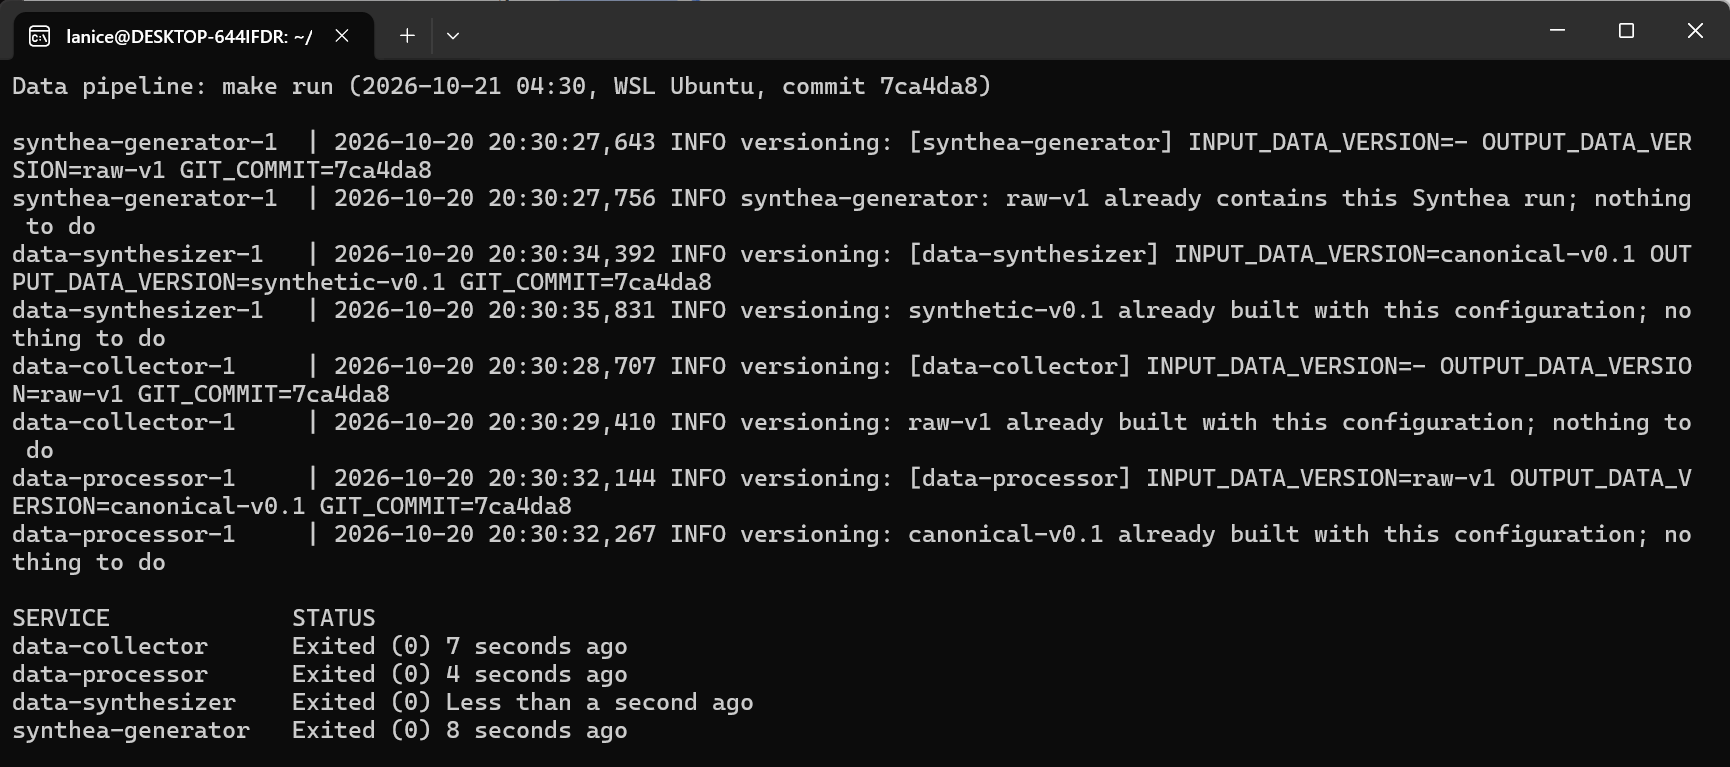 lanice@DESKTOP-644IFDR: ~/
Data pipeline: make run (2026-10-21 04:30, WSL Ubuntu, commit 7ca4da8)
synthea-generator-1  | 2026-10-20 20:30:27,643 INFO versioning: [synthea-generator] INPUT_DATA_VERSION=- OUTPUT_DATA_VER
SION=raw-v1 GIT_COMMIT=7ca4da8
synthea-generator-1  | 2026-10-20 20:30:27,756 INFO synthea-generator: raw-v1 already contains this Synthea run; nothing
 to do
data-synthesizer-1   | 2026-10-20 20:30:34,392 INFO versioning: [data-synthesizer] INPUT_DATA_VERSION=canonical-v0.1 OUT
PUT_DATA_VERSION=synthetic-v0.1 GIT_COMMIT=7ca4da8
data-synthesizer-1   | 2026-10-20 20:30:35,831 INFO versioning: synthetic-v0.1 already built with this configuration; no
thing to do
data-collector-1     | 2026-10-20 20:30:28,707 INFO versioning: [data-collector] INPUT_DATA_VERSION=- OUTPUT_DATA_VERSIO
N=raw-v1 GIT_COMMIT=7ca4da8
data-collector-1     | 2026-10-20 20:30:29,410 INFO versioning: raw-v1 already built with this configuration; nothing to
 do
data-processor-1     | 2026-10-20 20:30:32,144 INFO versioning: [data-processor] INPUT_DATA_VERSION=raw-v1 OUTPUT_DATA_V
ERSION=canonical-v0.1 GIT_COMMIT=7ca4da8
data-processor-1     | 2026-10-20 20:30:32,267 INFO versioning: canonical-v0.1 already built with this configuration; no
thing to do
SERVICE             STATUS
data-collector      Exited (0) 7 seconds ago
data-processor      Exited (0) 4 seconds ago
data-synthesizer    Exited (0) Less than a second ago
synthea-generator   Exited (0) 8 seconds ago